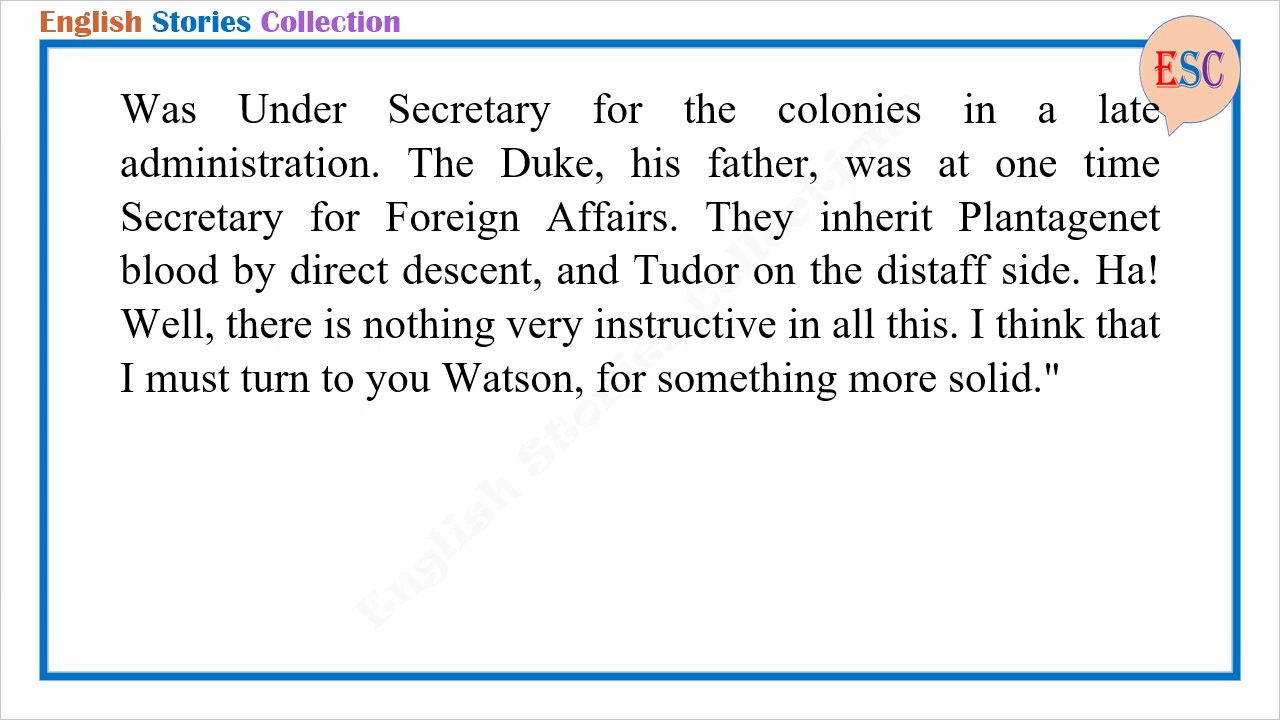 English Stories Collection
ESC
Was Under Secretary for the colonies in a late
administration. The Duke, his father, was at one time
Secretary for Foreign Affairs. They inherit Plantagenet
blood by direct descent, and Tudor on the distaff side. Ha!
Well, there is nothing very instructive in all this. I think that
I must turn to you Watson, for something more solid."
English Stories Collections